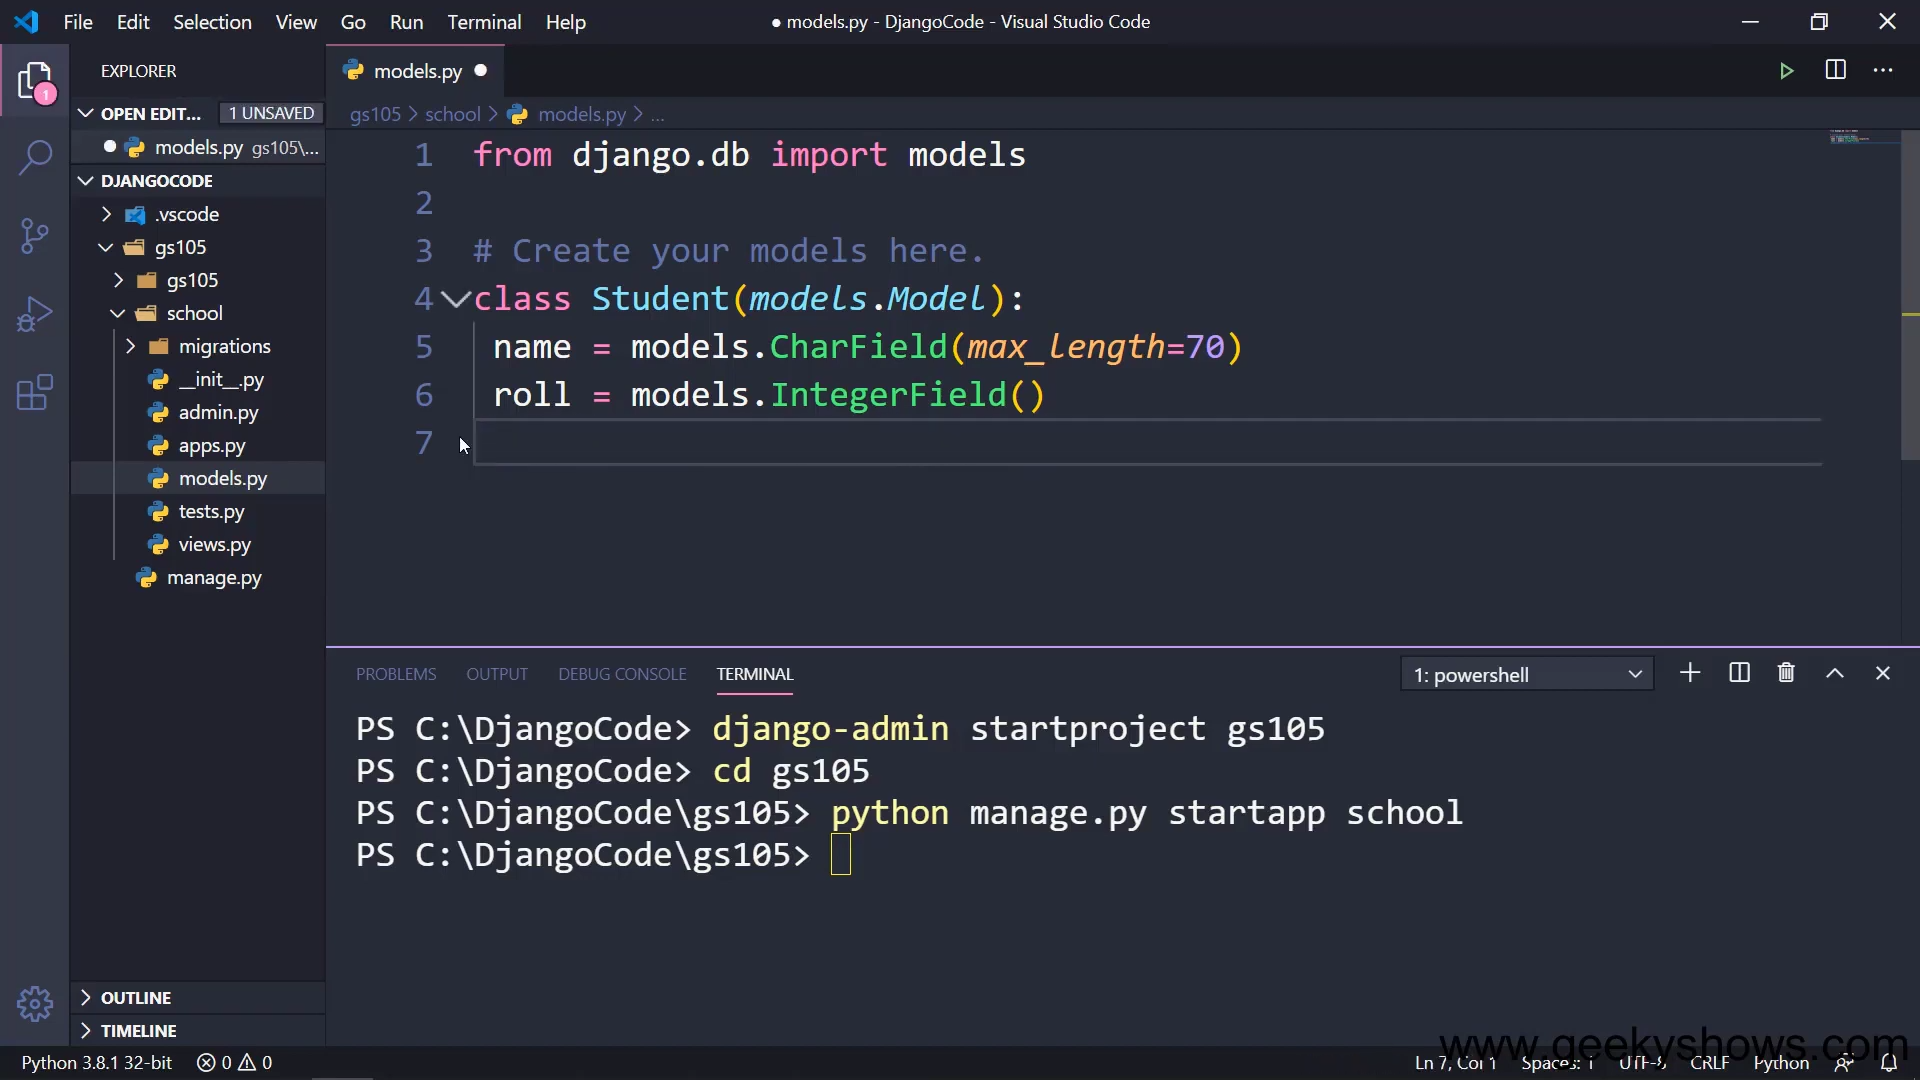 File Edit Selection View Go Run Terminal Help
● models.py - DjangoCode - Visual Studio Code
EXPLORER
1
OPEN EDIT... 1 UNSAVED
models.py gs105\...
DJANGOCODE
.vscode
gs105
gs105
school
migrations
__init__.py
admin.py
apps.py
models.py
tests.py
views.py
manage.py
OUTLINE
TIMELINE
models.py
gs105 > school > models.py > ...
1 from django.db import models
2
3 # Create your models here.
4 class Student(models.Model):
5 name = models.CharField(max_length=70)
6 roll = models.IntegerField()
7
PROBLEMS OUTPUT DEBUG CONSOLE TERMINAL
1: powershell
PS C:\DjangoCode> django-admin startproject gs105
PS C:\DjangoCode> cd gs105
PS C:\DjangoCode\gs105> python manage.py startapp school
PS C:\DjangoCode\gs105>
www.geekyshows.com
Python 3.8.1 32-bit 0 0
Ln 7, Col 1 Spaces: 1 UTF-8 CRLF Python